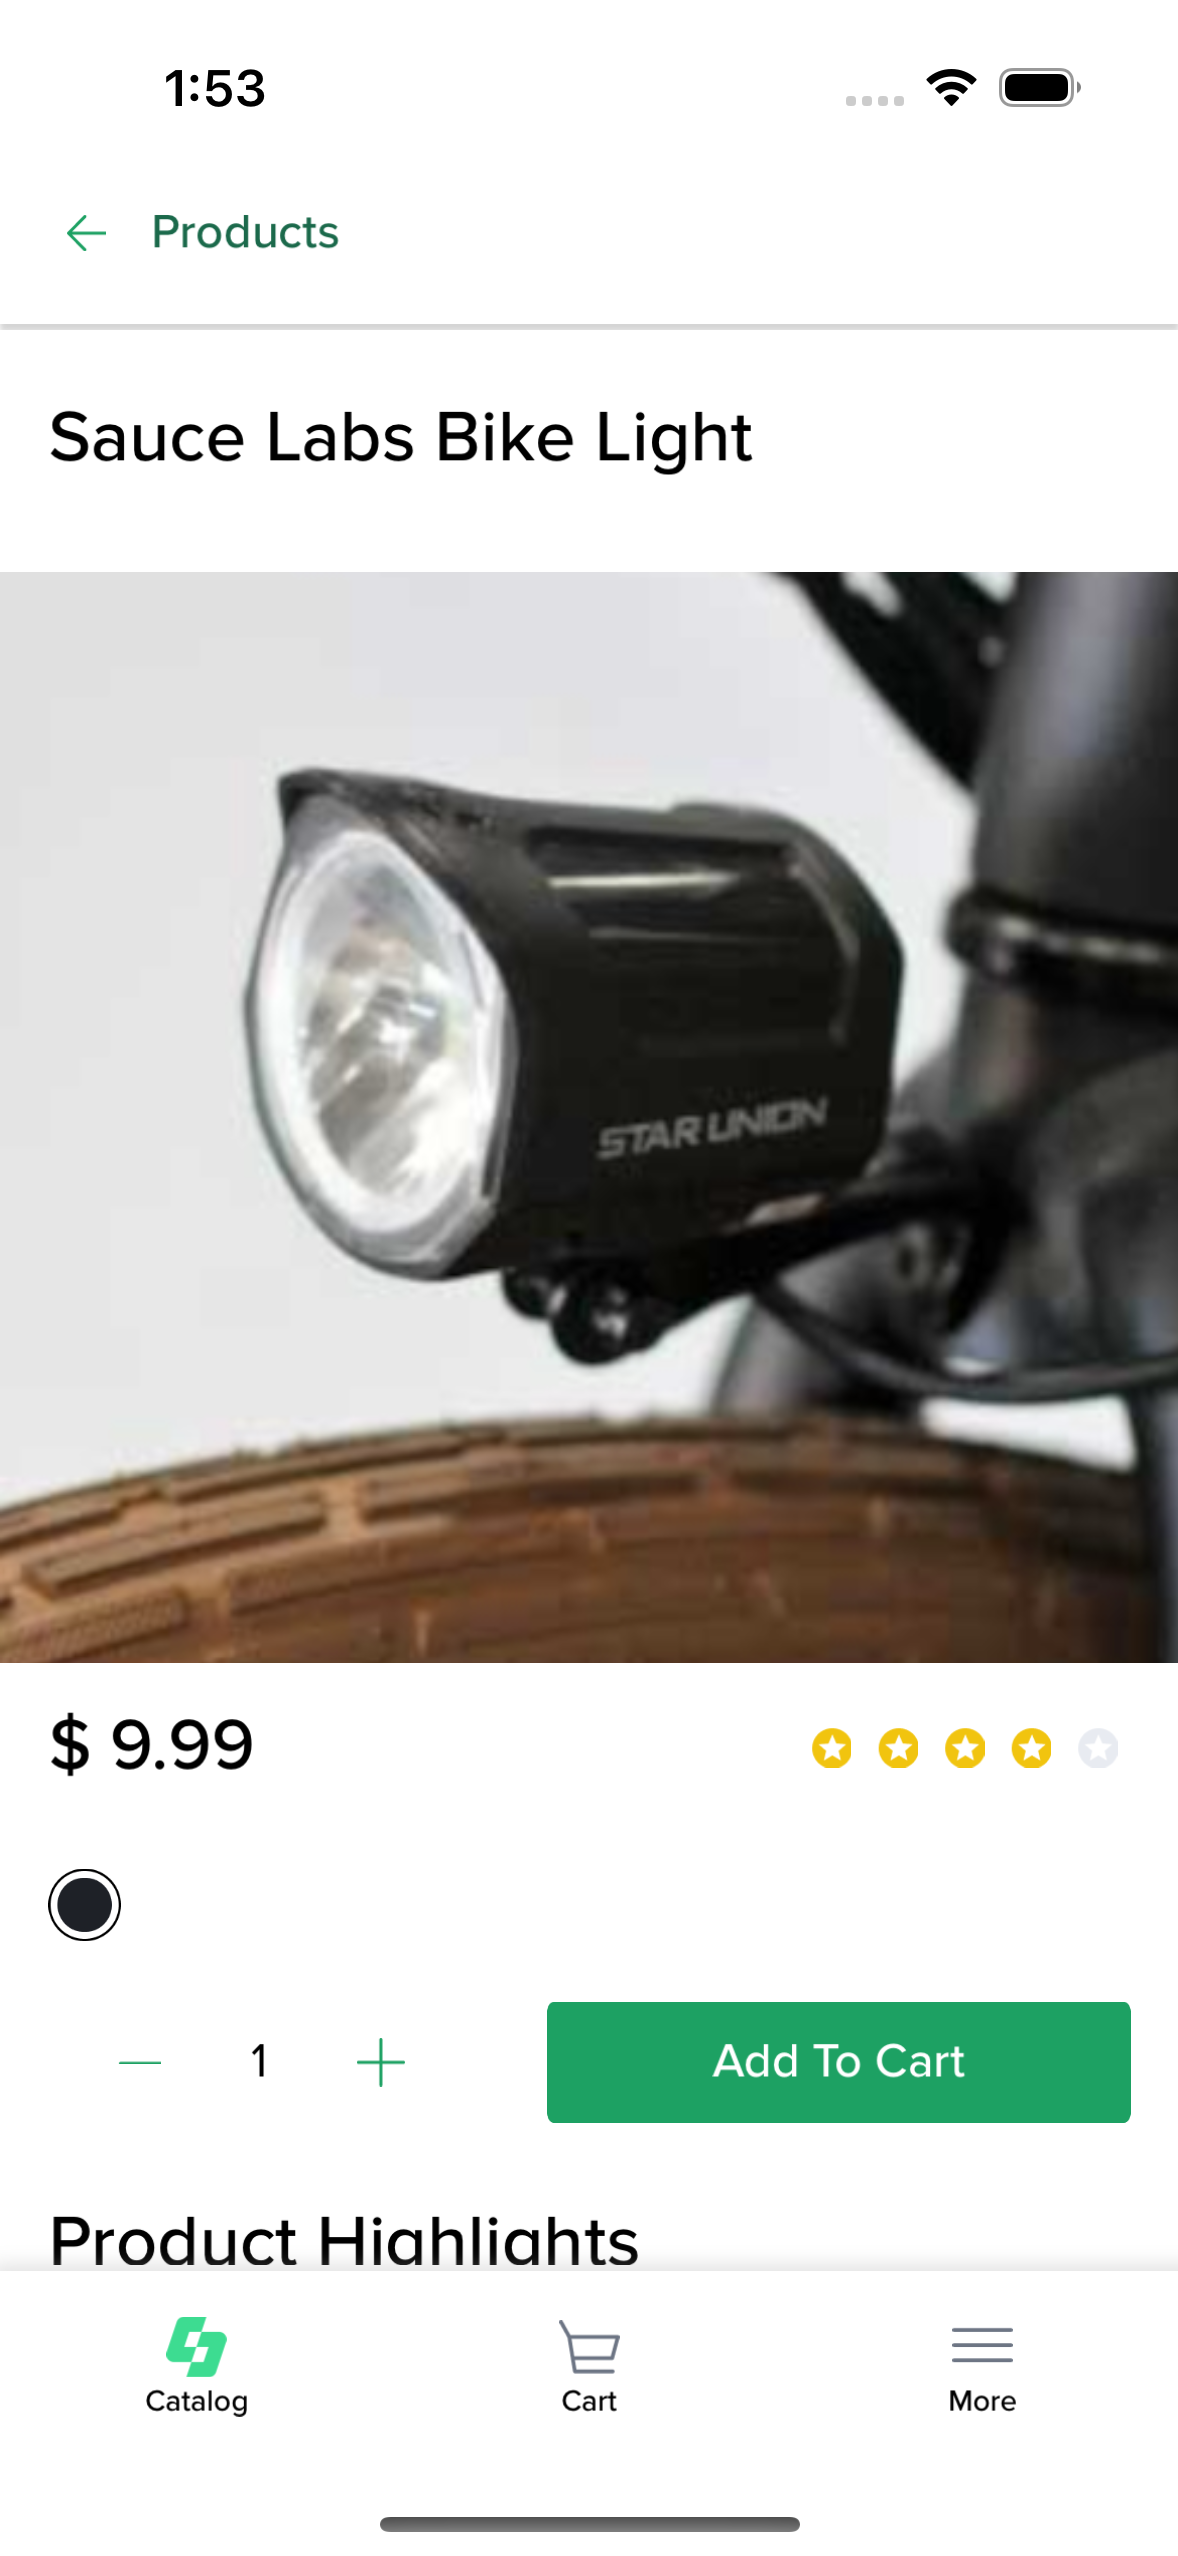 1:53
Products
Sauce Labs Bike Light
STAR UNION
$ 9.99
1
Add To Cart
Product Highlights
Catalog
Cart
More